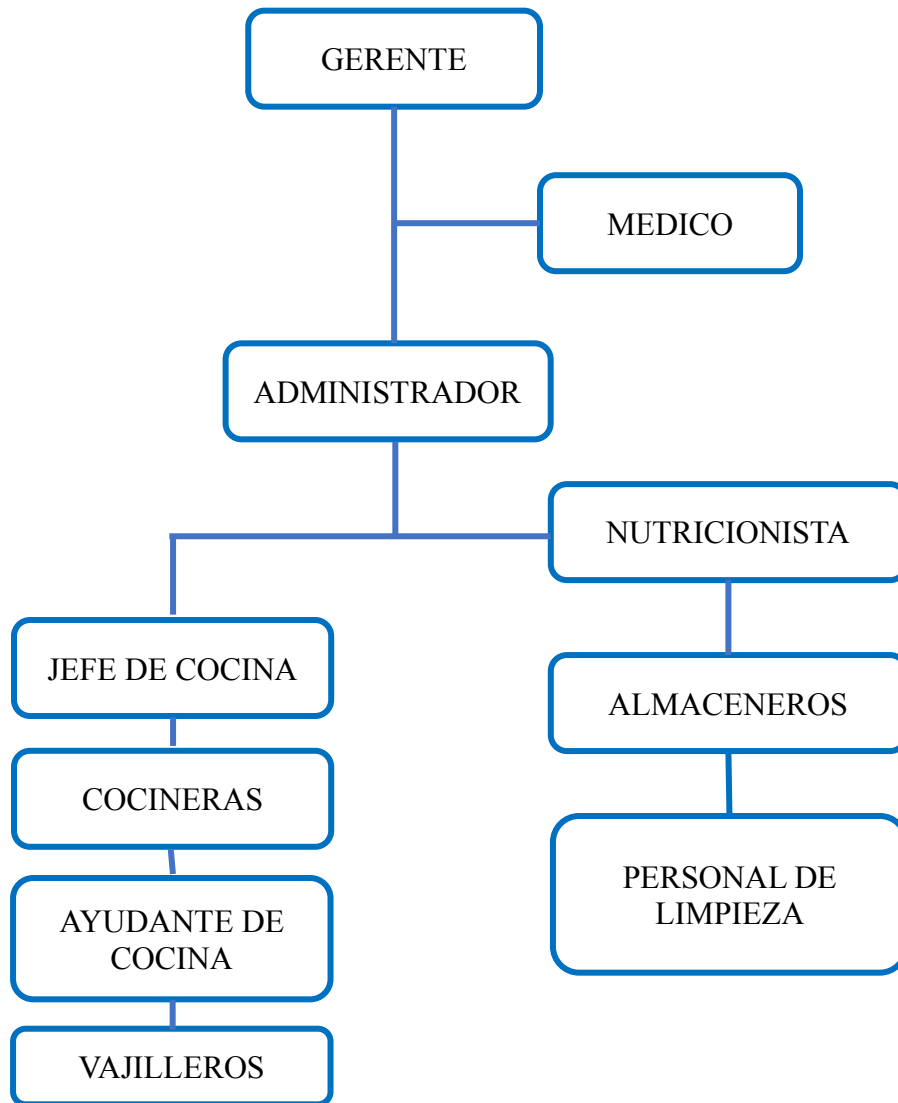 GERENTE
MEDICO
ADMINISTRADOR
NUTRICIONISTA
JEFE DE COCINA
ALMACENEROS
COCINERAS
PERSONAL DE
LIMPIEZA
AYUDANTE DE
COCINA
VAJILLEROS